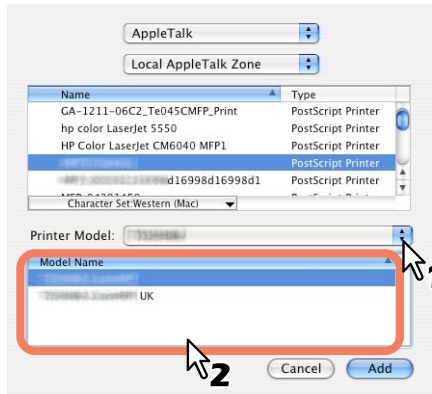 AppleTalk
Local AppleTalk Zone
Name Type
GA-1211-06C2_Te045CMFP_Print PostScript Printer
hp color LaserJet 5550 PostScript Printer
HP Color LaserJet CM6040 MFP1 PostScript Printer
PostScript Printer
d16998d16998d1 PostScript Printer
Character Set:Western (Mac)
Printer Model:
1
Model Name
UK
2
Cancel Add